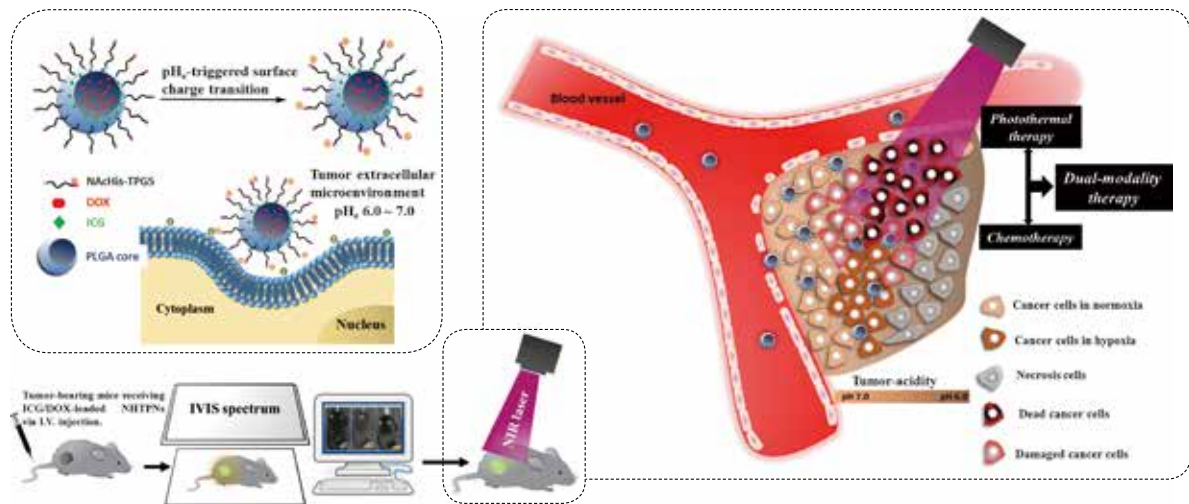 pHₑ-triggered surface
charge transition
NAcHis-TPGS
DOX
ICG
PLGA core
Tumor extracellular
microenvironment
pHₑ 6.0 ~ 7.0
Cytoplasm
Nucleus
Tumor-bearing mice receiving
ICG/DOX-loaded NHTPNs
via I.V. injection.
IVIS spectrum
NIR laser
Blood vessel
Photothermal
therapy
Dual-modality
therapy
Chemotherapy
Tumor-acidity
pH 7.0 pH 6.0
Cancer cells in normoxia
Cancer cells in hypoxia
Necrosis cells
Dead cancer cells
Damaged cancer cells